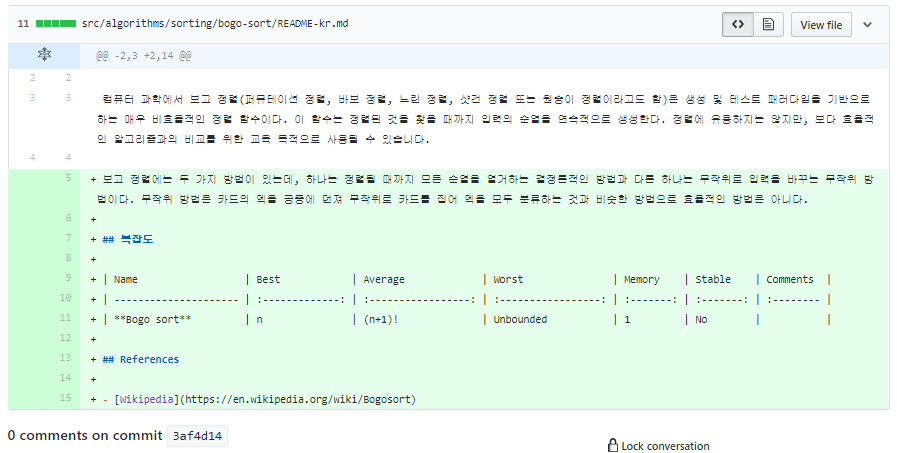 11 src/algorithms/sorting/bogo-sort/README-kr.md <> View file
@@ -2,3 +2,14 @@
2 2
3 3 컴퓨터 과학에서 보고 정렬(퍼뮤테이션 정렬, 바보 정렬, 느린 정렬, 샷건 정렬 또는 원숭이 정렬이라고도 함)은 생성 및 테스트 패러다임을 기반으로
하는 매우 비효율적인 정렬 함수이다. 이 함수는 정렬된 것을 찾을 때까지 입력의 순열을 연속적으로 생성한다. 정렬에 유용하지는 않지만, 보다 효율적
인 알고리즘과의 비교를 위한 교육 목적으로 사용될 수 있습니다.
4 4
5 + 보고 정렬에는 두 가지 방법이 있는데, 하나는 정렬될 때까지 모든 순열을 열거하는 결정론적인 방법과 다른 하나는 무작위로 입력을 바꾸는 무작위 방
법이다. 무작위 방법은 카드의 덱을 공중에 던져 무작위로 카드를 집어 덱을 모두 분류하는 것과 비슷한 방법으로 효율적인 방법은 아니다.
6 +
7 + ## 복잡도
8 +
9 + | Name | Best | Average | Worst | Memory | Stable | Comments |
10 + | --------------------- | :-------------: | :-----------------: | :-----------------: | :-------: | :-------: | :-------- |
11 + | **Bogo sort** | n | (n+1)! | Unbounded | 1 | No | |
12 +
13 + ## References
14 +
15 + - [Wikipedia](https://en.wikipedia.org/wiki/Bogosort)
0 comments on commit 3af4d14
Lock conversation